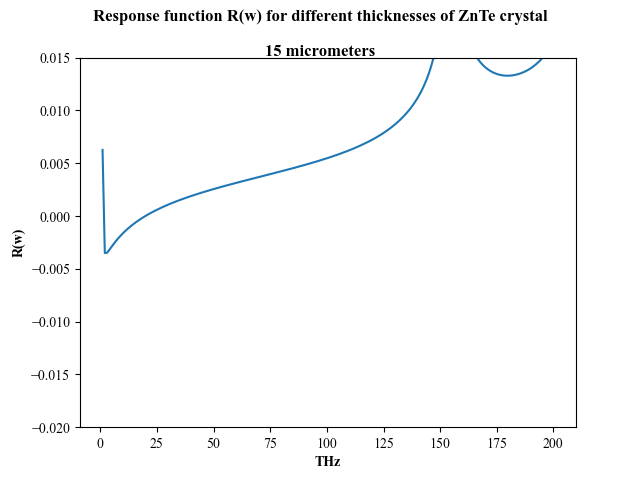 Response function R(w) for different thicknesses of ZnTe crystal
15 micrometers
0.015
0.010
0.005
0.000
−0.005
−0.010
−0.015
−0.020
R(w)
0 25 50 75 100 125 150 175 200
THz